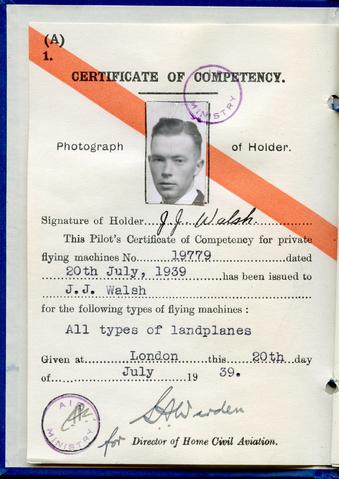 (A)
1.
CERTIFICATE OF COMPETENCY.
MINISTRY
Photograph of Holder.
Signature of Holder J. J. Walsh
This Pilot's Certificate of Competency for private
flying machines No. 19779 dated
20th July, 1939 has been issued to
J.J. Walsh
for the following types of flying machines :
All types of landplanes
Given at London this 20th day
of July 19 39.
AIR
MINISTRY
for Director of Home Civil Aviation.